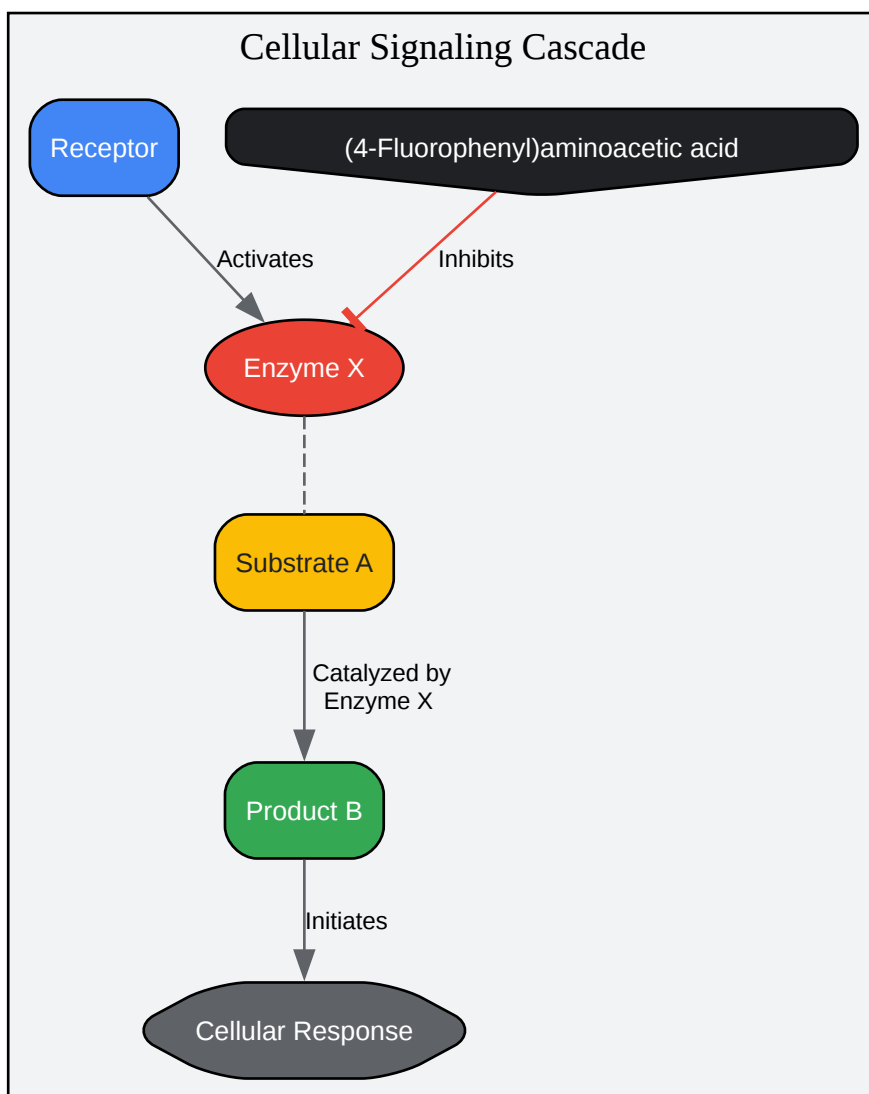 Cellular Signaling Cascade
Receptor
(4-Fluorophenyl)aminoacetic acid
Activates
Inhibits
Enzyme X
Substrate A
Catalyzed by
Enzyme X
Product B
Initiates
Cellular Response